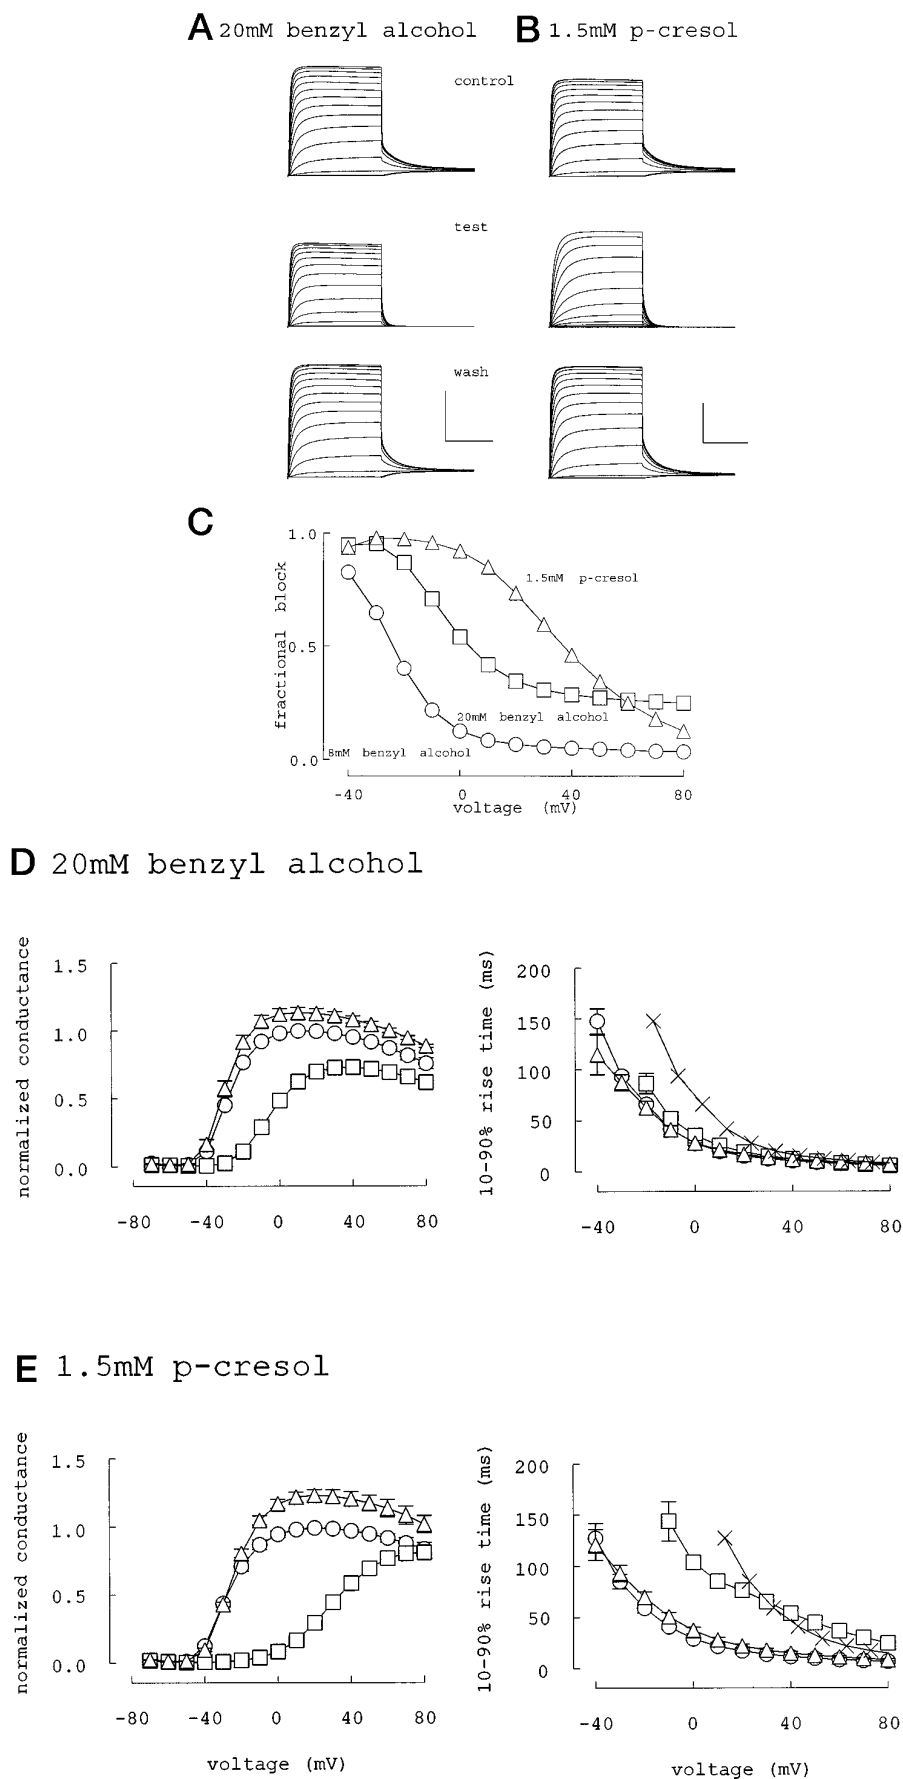 A 20mM benzyl alcohol
B 1.5mM p-cresol
control
test
wash
C
fractional block
1.0
0.5
0.0
1.5mM p-cresol
20mM benzyl alcohol
8mM benzyl alcohol
-40 0 40 80
voltage (mV)
D 20mM benzyl alcohol
normalized conductance
1.5
1.0
0.5
0.0
-80 -40 0 40 80
10-90% rise time (ms)
200
150
100
50
0
-40 0 40 80
E 1.5mM p-cresol
normalized conductance
1.5
1.0
0.5
0.0
-80 -40 0 40 80
voltage (mV)
10-90% rise time (ms)
200
150
100
50
0
-40 0 40 80
voltage (mV)